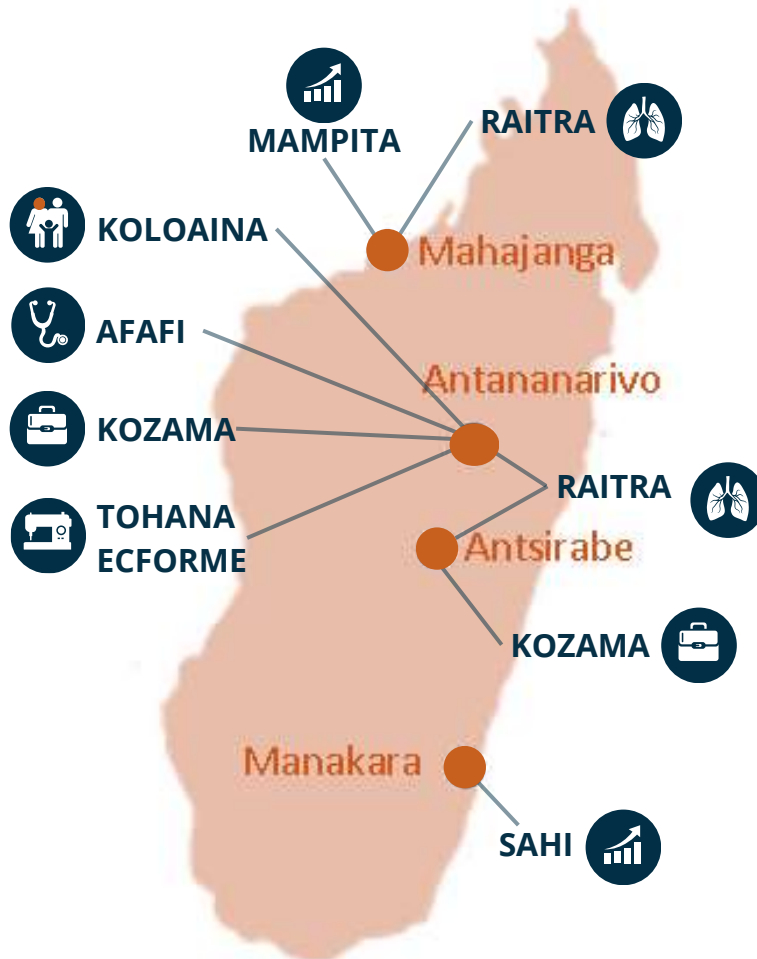 MAMPITA
RAITRA
KOLOAINA
Mahajanga
AFAFI
Antananarivo
KOZAMA
RAITRA
TOHANA
ECFORME
Antsirabe
KOZAMA
Manakara
SAHI